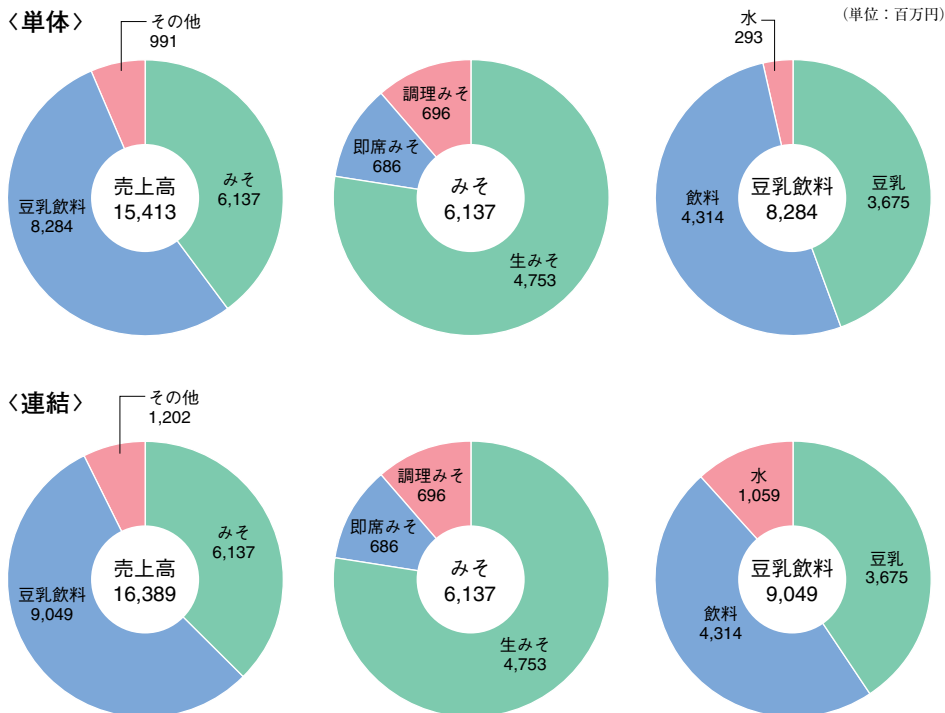 〈単体〉
(単位：百万円)
その他
991
みそ
6,137
豆乳飲料
8,284
売上高
15,413
調理みそ
696
即席みそ
686
みそ
6,137
生みそ
4,753
水
293
飲料
4,314
豆乳飲料
8,284
豆乳
3,675
〈連結〉
その他
1,202
みそ
6,137
豆乳飲料
9,049
売上高
16,389
調理みそ
696
即席みそ
686
みそ
6,137
生みそ
4,753
水
1,059
飲料
4,314
豆乳飲料
9,049
豆乳
3,675